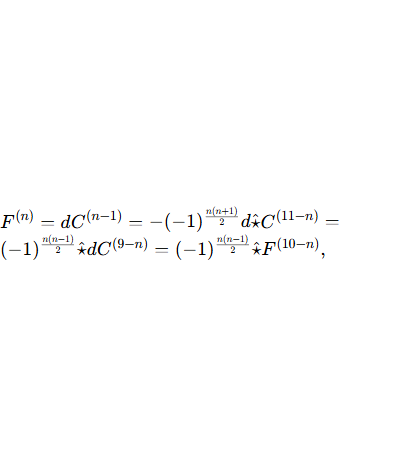 F^{(n)} = dC^{(n-1)} = -(-1)^{\frac{n(n+1)}{2}} d\hat{\star}C^{(11-n)} =
(-1)^{\frac{n(n-1)}{2}} \hat{\star}dC^{(9-n)} = (-1)^{\frac{n(n-1)}{2}} \hat{\star}F^{(10-n)},